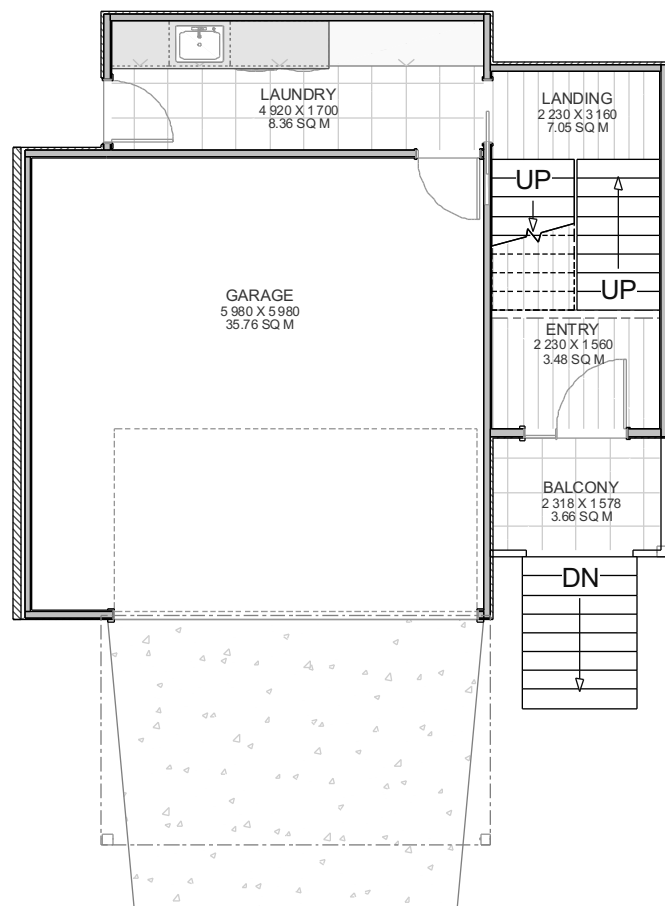 LAUNDRY
4 920 X 1 700
8.36 SQ M
LANDING
2 230 X 3 160
7.05 SQ M
UP
UP
GARAGE
5 980 X 5 980
35.76 SQ M
ENTRY
2 230 X 1 560
3.48 SQ M
BALCONY
2 318 X 1 578
3.66 SQ M
DN